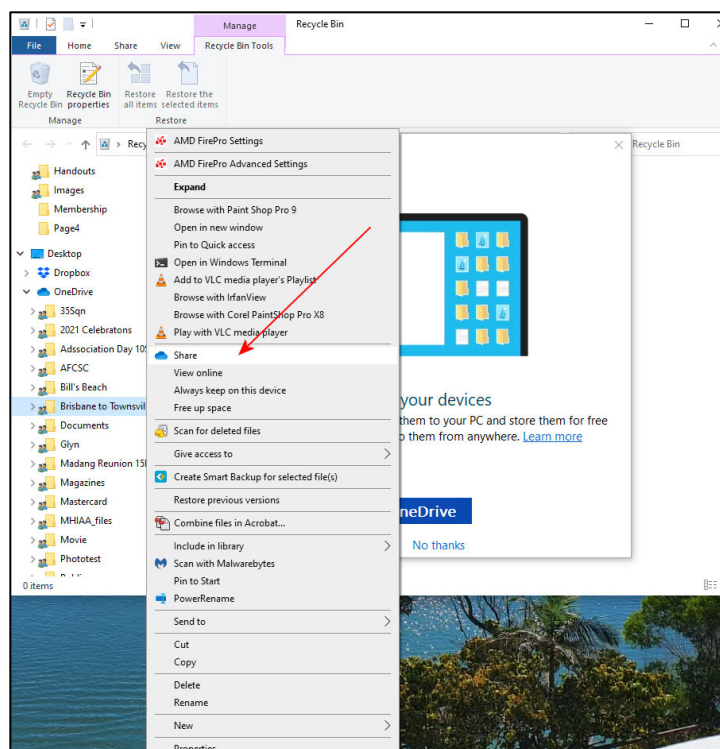 Manage
Recycle Bin
File
Home
Share
View
Recycle Bin Tools
Empty
Recycle Bin
Recycle Bin
properties
Restore
all items
Restore the
selected items
Manage
Restore
Recy
Recycle Bin
Handouts
Images
Membership
Page4
Desktop
Dropbox
OneDrive
35Sqn
2021 Celebratons
Adssociation Day 10S
AFCSC
Bill's Beach
Brisbane to Townsvil
Documents
Glyn
Madang Reunion 15
Magazines
Mastercard
MHIAA_files
Movie
Phototest
0 items
AMD FirePro Settings
AMD FirePro Advanced Settings
Expand
Browse with Paint Shop Pro 9
Open in new window
Pin to Quick access
Open in Windows Terminal
Add to VLC media player's Playlist
Browse with IrfanView
Browse with Corel PaintShop Pro X8
Play with VLC media player
Share
View online
Always keep on this device
Free up space
Scan for deleted files
Give access to
Create Smart Backup for selected file(s)
Restore previous versions
Combine files in Acrobat...
Include in library
Scan with Malwarebytes
Pin to Start
PowerRename
Send to
Cut
Copy
Delete
Rename
New
Properties
your devices
them to your PC and store them for free
o them from anywhere. Learn more
neDrive
No thanks